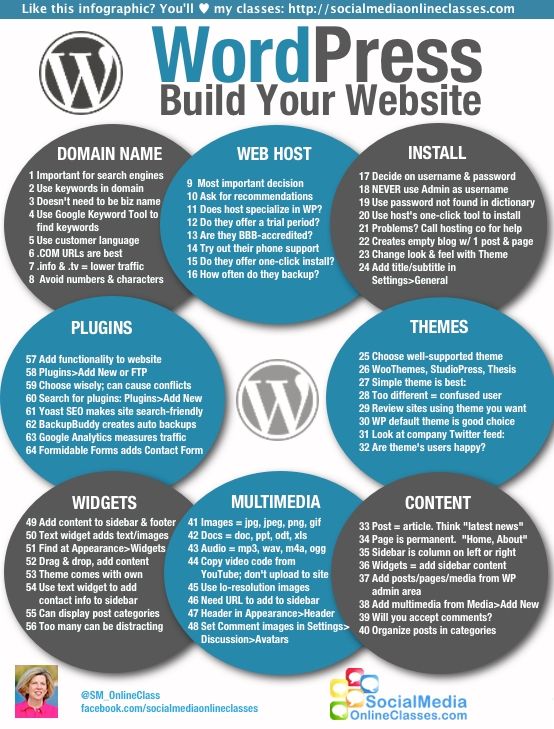 Like this infographic? You'll ♥ my classes: http://socialmediaonlineclasses.com
WordPress
Build Your Website
DOMAIN NAME
1 Important for search engines
2 Use keywords in domain
3 Doesn't need to be biz name
4 Use Google Keyword Tool to
find keywords
5 Use customer language
6 .COM URLs are best
7 .info & .tv = lower traffic
8 Avoid numbers & characters
WEB HOST
9 Most important decision
10 Ask for recommendations
11 Does host specialize in WP?
12 Do they offer a trial period?
13 Are they BBB-accredited?
14 Try out their phone support
15 Do they offer one-click install?
16 How often do they backup?
INSTALL
17 Decide on username & password
18 NEVER use Admin as username
19 Use password not found in dictionary
20 Use host's one-click tool to install
21 Problems? Call hosting co for help
22 Creates empty blog w/ 1 post & page
23 Change look & feel with Theme
24 Add title/subtitle in
Settings>General
PLUGINS
57 Add functionality to website
58 Plugins>Add New or FTP
59 Choose wisely; can cause conflicts
60 Search for plugins: Plugins>Add New
61 Yoast SEO makes site search-friendly
62 BackupBuddy creates auto backups
63 Google Analytics measures traffic
64 Formidable Forms adds Contact Form
THEMES
25 Choose well-supported theme
26 WooThemes, StudioPress, Thesis
27 Simple theme is best:
28 Too different = confused user
29 Review sites using theme you want
30 WP default theme is good choice
31 Look at company Twitter feed:
32 Are theme's users happy?
WIDGETS
49 Add content to sidebar & footer
50 Text widget adds text/images
51 Find at Appearance>Widgets
52 Drag & drop, add content
53 Theme comes with own
54 Use text widget to add
contact info to sidebar
55 Can display post categories
56 Too many can be distracting
MULTIMEDIA
41 Images = jpg, jpeg, png, gif
42 Docs = doc, ppt, odt, xls
43 Audio = mp3, wav, m4a, ogg
44 Copy video code from
YouTube; don't upload to site
45 Use lo-resolution images
46 Need URL to add to sidebar
47 Header in Appearance>Header
48 Set Comment images in Settings>
Discussion>Avatars
CONTENT
33 Post = article. Think "latest news"
34 Page is permanent. "Home, About"
35 Sidebar is column on left or right
36 Widgets = add sidebar content
37 Add posts/pages/media from WP
admin area
38 Add multimedia from Media>Add New
39 Will you accept comments?
40 Organize posts in categories
@SM_OnlineClass
facebook.com/socialmediaonlineclasses
SocialMedia
OnlineClasses.com